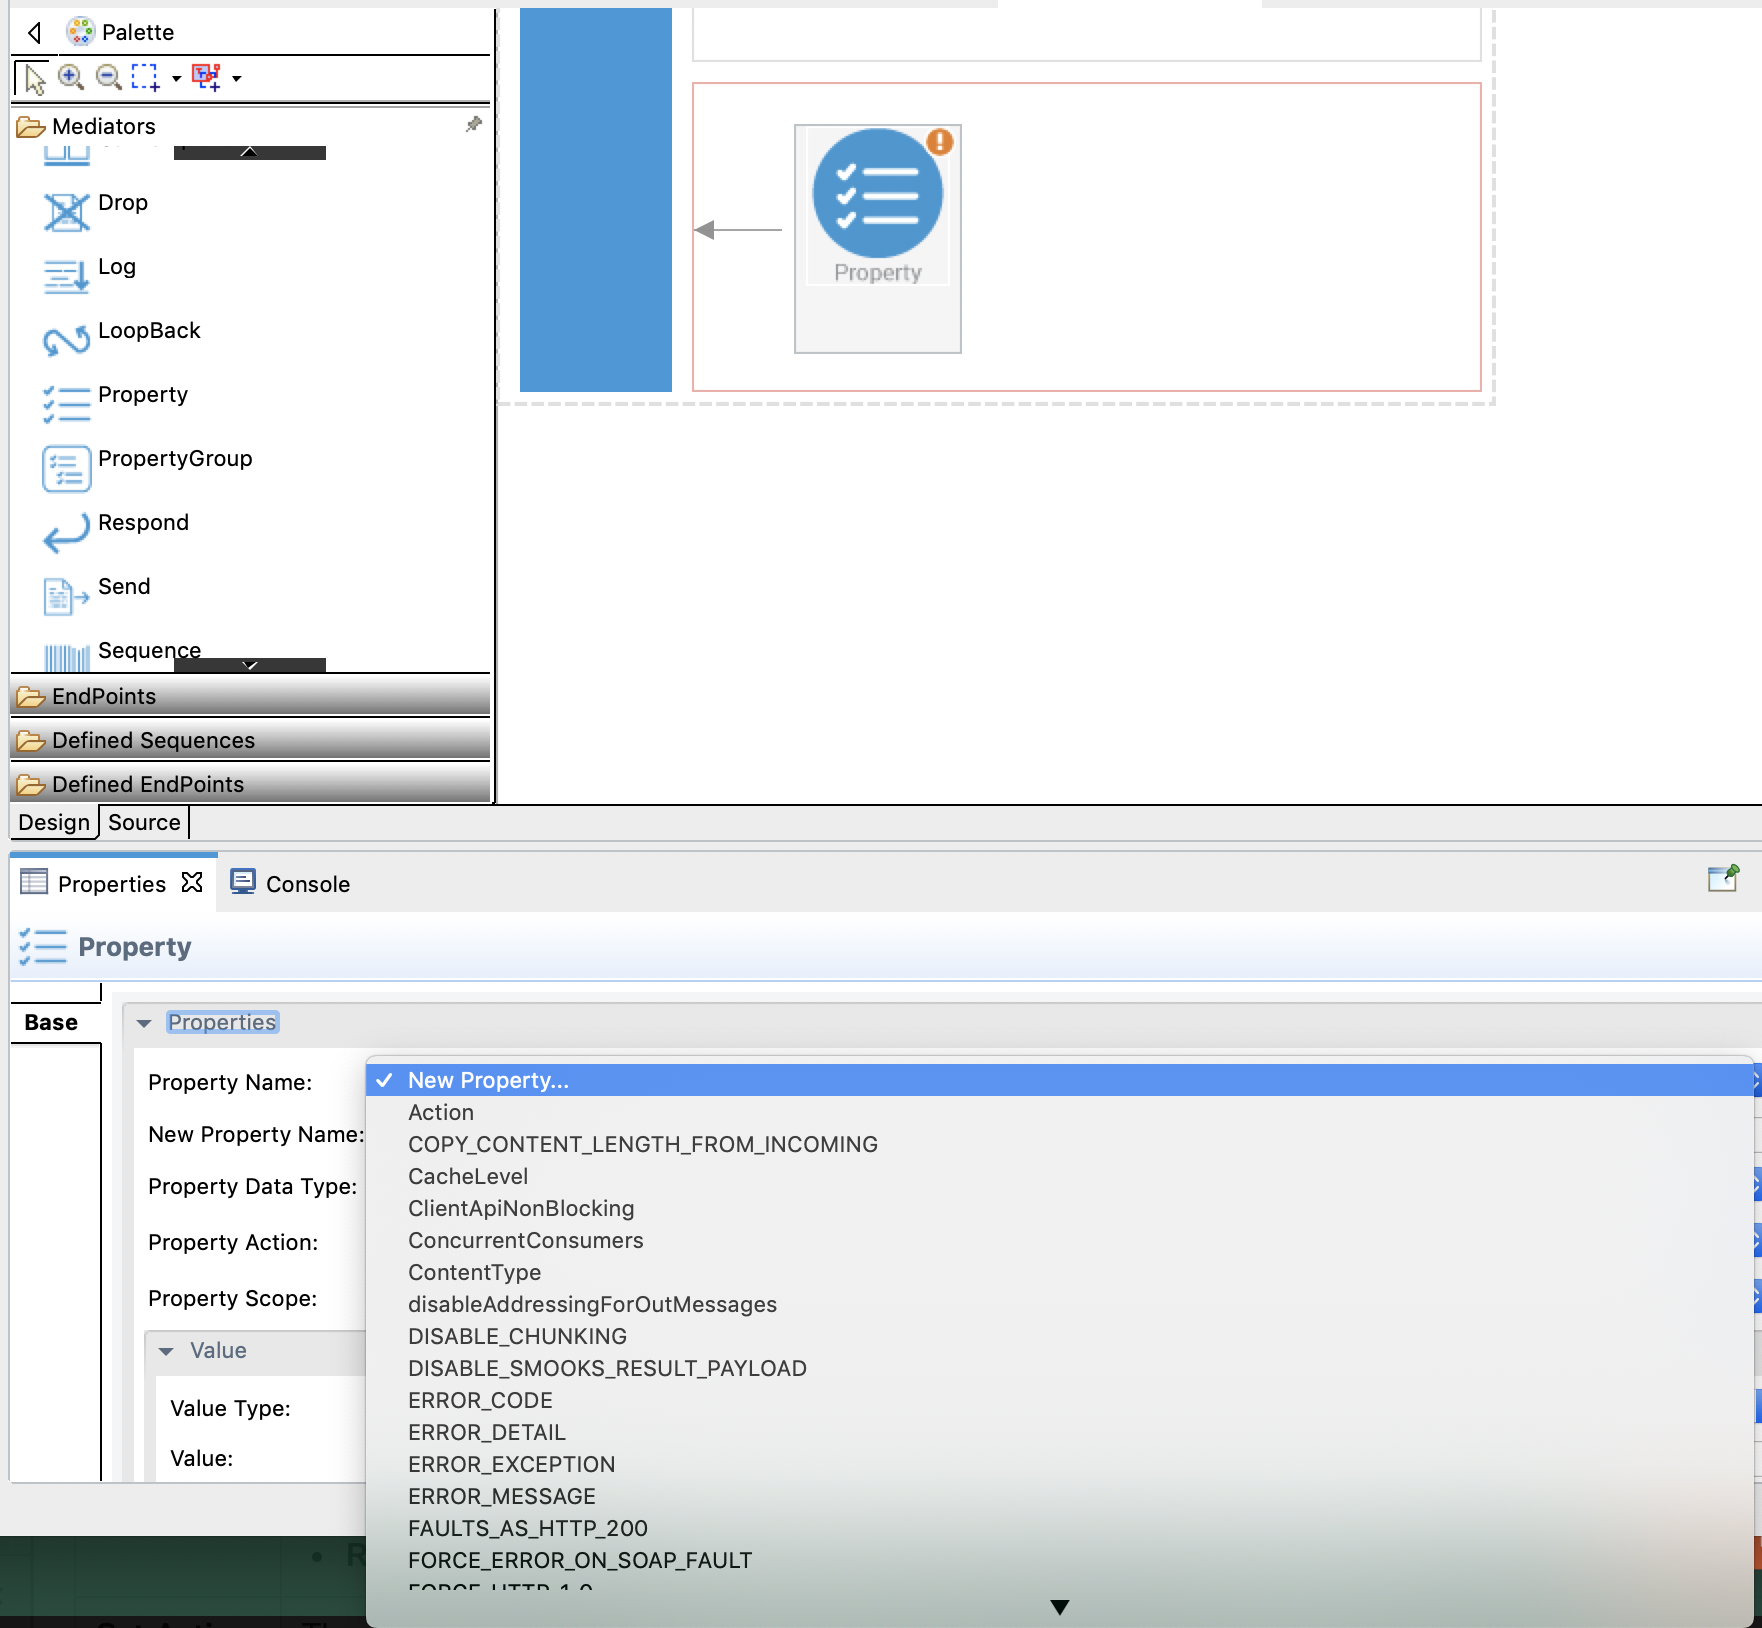 Palette
Mediators
Drop
Log
LoopBack
Property
PropertyGroup
Respond
Send
Sequence
EndPoints
Defined Sequences
Defined EndPoints
Property
Design
Source
Properties
Console
Property
Base
Properties
Property Name:
New Property Name:
Property Data Type:
Property Action:
Property Scope:
Value
Value Type:
Value:
New Property...
Action
COPY_CONTENT_LENGTH_FROM_INCOMING
CacheLevel
ClientApiNonBlocking
ConcurrentConsumers
ContentType
disableAddressingForOutMessages
DISABLE_CHUNKING
DISABLE_SMOOKS_RESULT_PAYLOAD
ERROR_CODE
ERROR_DETAIL
ERROR_EXCEPTION
ERROR_MESSAGE
FAULTS_AS_HTTP_200
FORCE_ERROR_ON_SOAP_FAULT
FORCE_HTTP_1.0